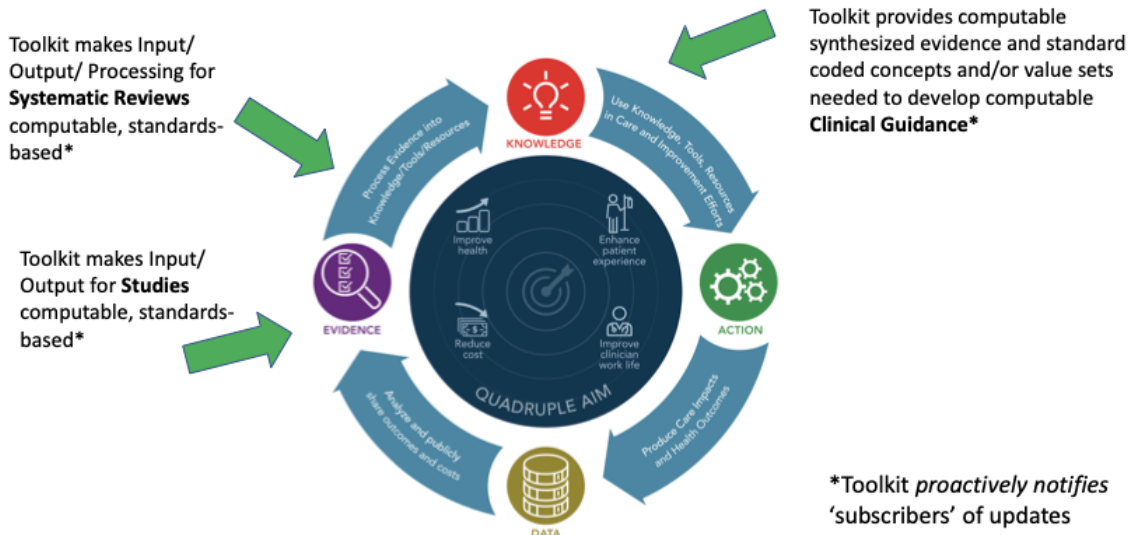 Toolkit makes Input/
Output/ Processing for
Systematic Reviews
computable, standards-
based*
Toolkit provides computable
synthesized evidence and standard
coded concepts and/or value sets
needed to develop computable
Clinical Guidance*
Toolkit makes Input/
Output for Studies
computable, standards-
based*
Process Evidence into
Knowledge/Tools/Resources
KNOWLEDGE
Use Knowledge, Tools, Resources
in Care and Improvement Efforts
Improve
health
Enhance
patient
experience
EVIDENCE
ACTION
Reduce
cost
Improve
clinician
work life
QUADRUPLE AIM
Analyze and publicly
share outcomes and costs
Produce Care Impacts
and Health Outcomes
DATA
*Toolkit proactively notifies
‘subscribers’ of updates